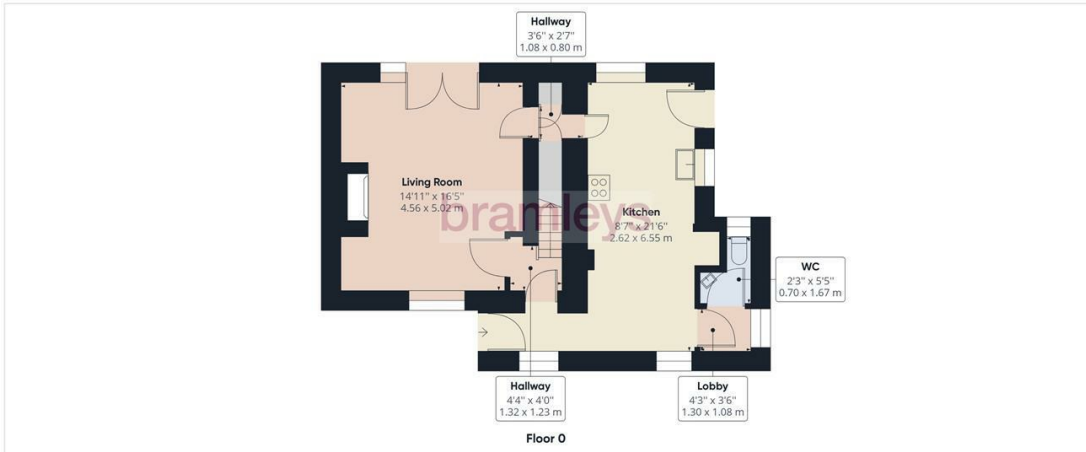 Hallway
3'6" x 2'7"
1.08 x 0.80 m
Living Room
14'11" x 16'5"
4.56 x 5.02 m
bramleys
Kitchen
8'7" x 21'6"
2.62 x 6.55 m
WC
2'3" x 5'5"
0.70 x 1.67 m
Hallway
4'4" x 4'0"
1.32 x 1.23 m
Lobby
4'3" x 3'6"
1.30 x 1.08 m
Floor 0